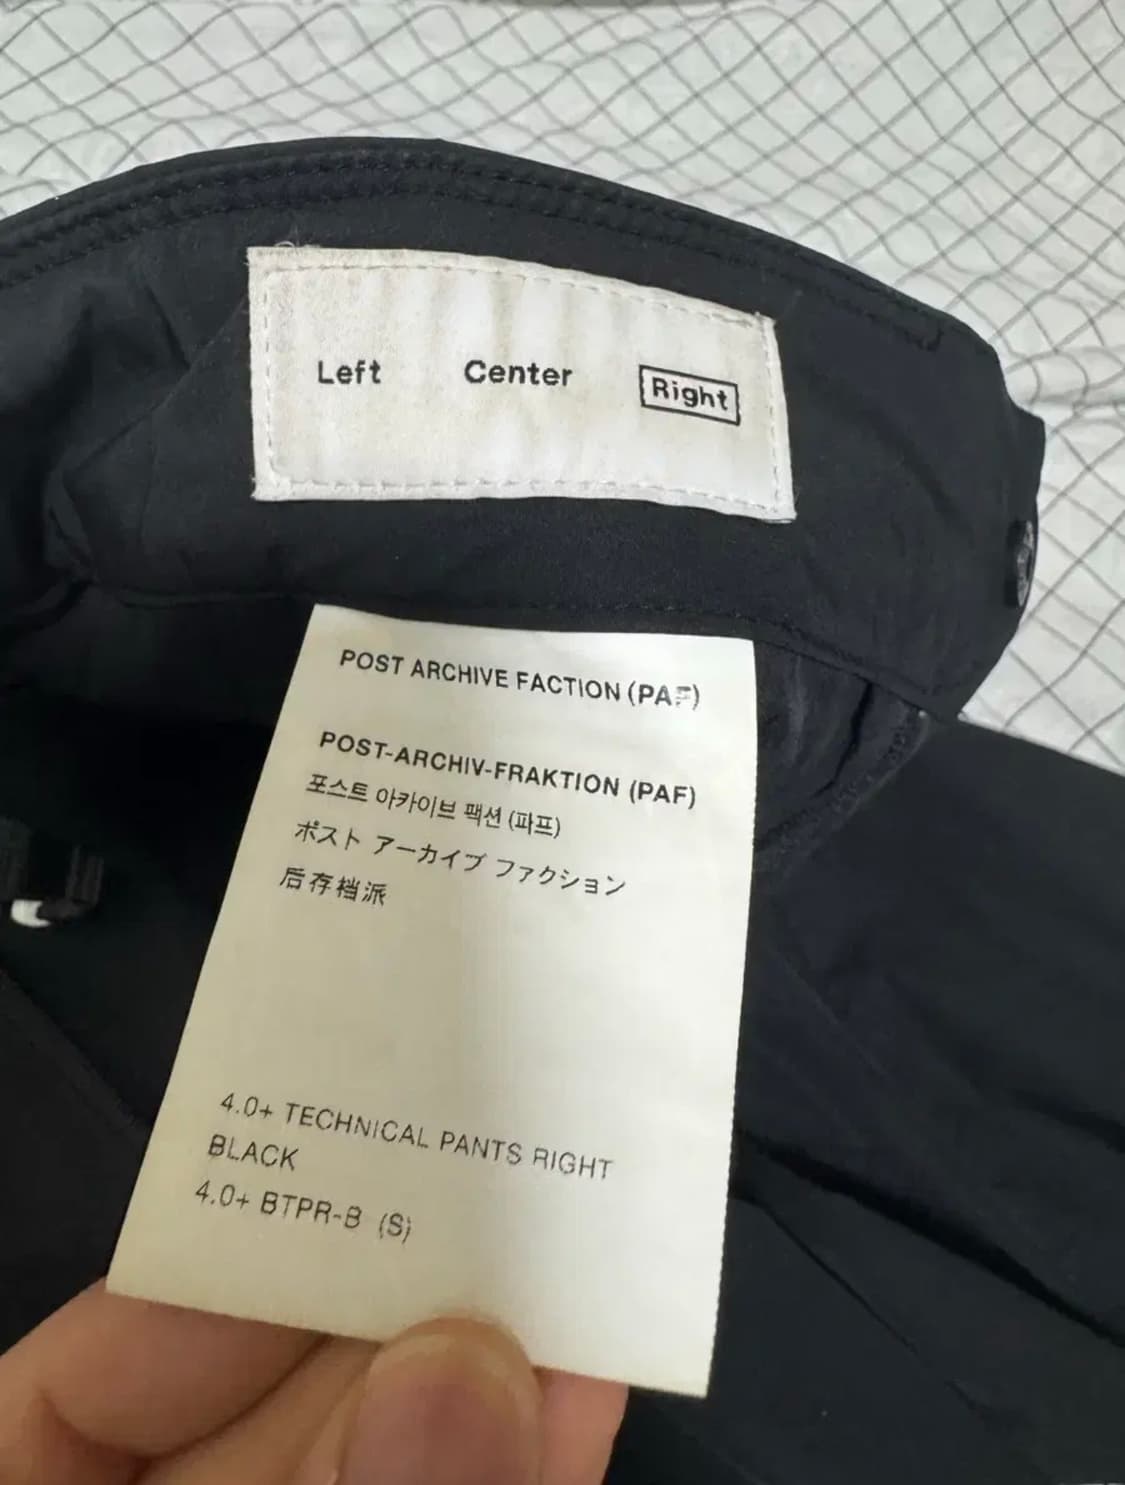 Left Center Right
POST ARCHIVE FACTION (PAF)
POST-ARCHIV-FRAKTION (PAF)
포스트 아카이브 팩션 (파프)
ポスト アーカイブ ファクション
后存档派
4.0+ TECHNICAL PANTS RIGHT
BLACK
4.0+ BTPR-B (S)